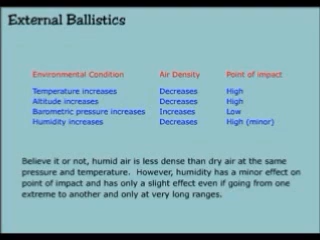 External Ballistics
Environmental Condition Air Density Point of impact
Temperature increases Decreases High
Altitude increases Decreases High
Barometric pressure increases Increases Low
Humidity increases Decreases High (minor)
Believe it or not, humid air is less dense than dry air at the same
pressure and temperature. However, humidity has a minor effect on
point of impact and has only a slight effect even if going from one
extreme to another and only at very long ranges.